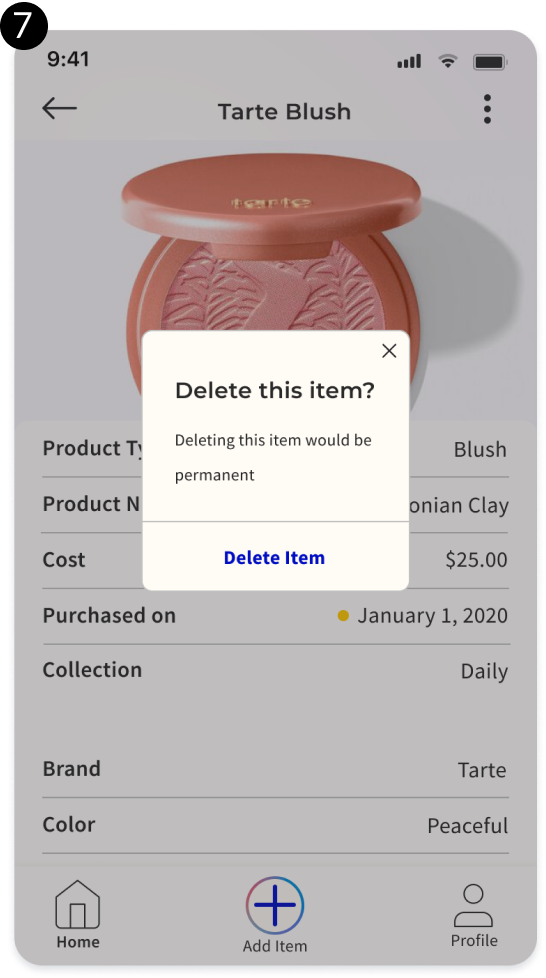 7
9:41
Tarte Blush
tarte
Delete this item?
Deleting this item would be
permanent
Delete Item
Product Ty
Blush
Product N
onian Clay
Cost
$25.00
Purchased on
January 1, 2020
Collection
Daily
Brand
Tarte
Color
Peaceful
Home
Add Item
Profile